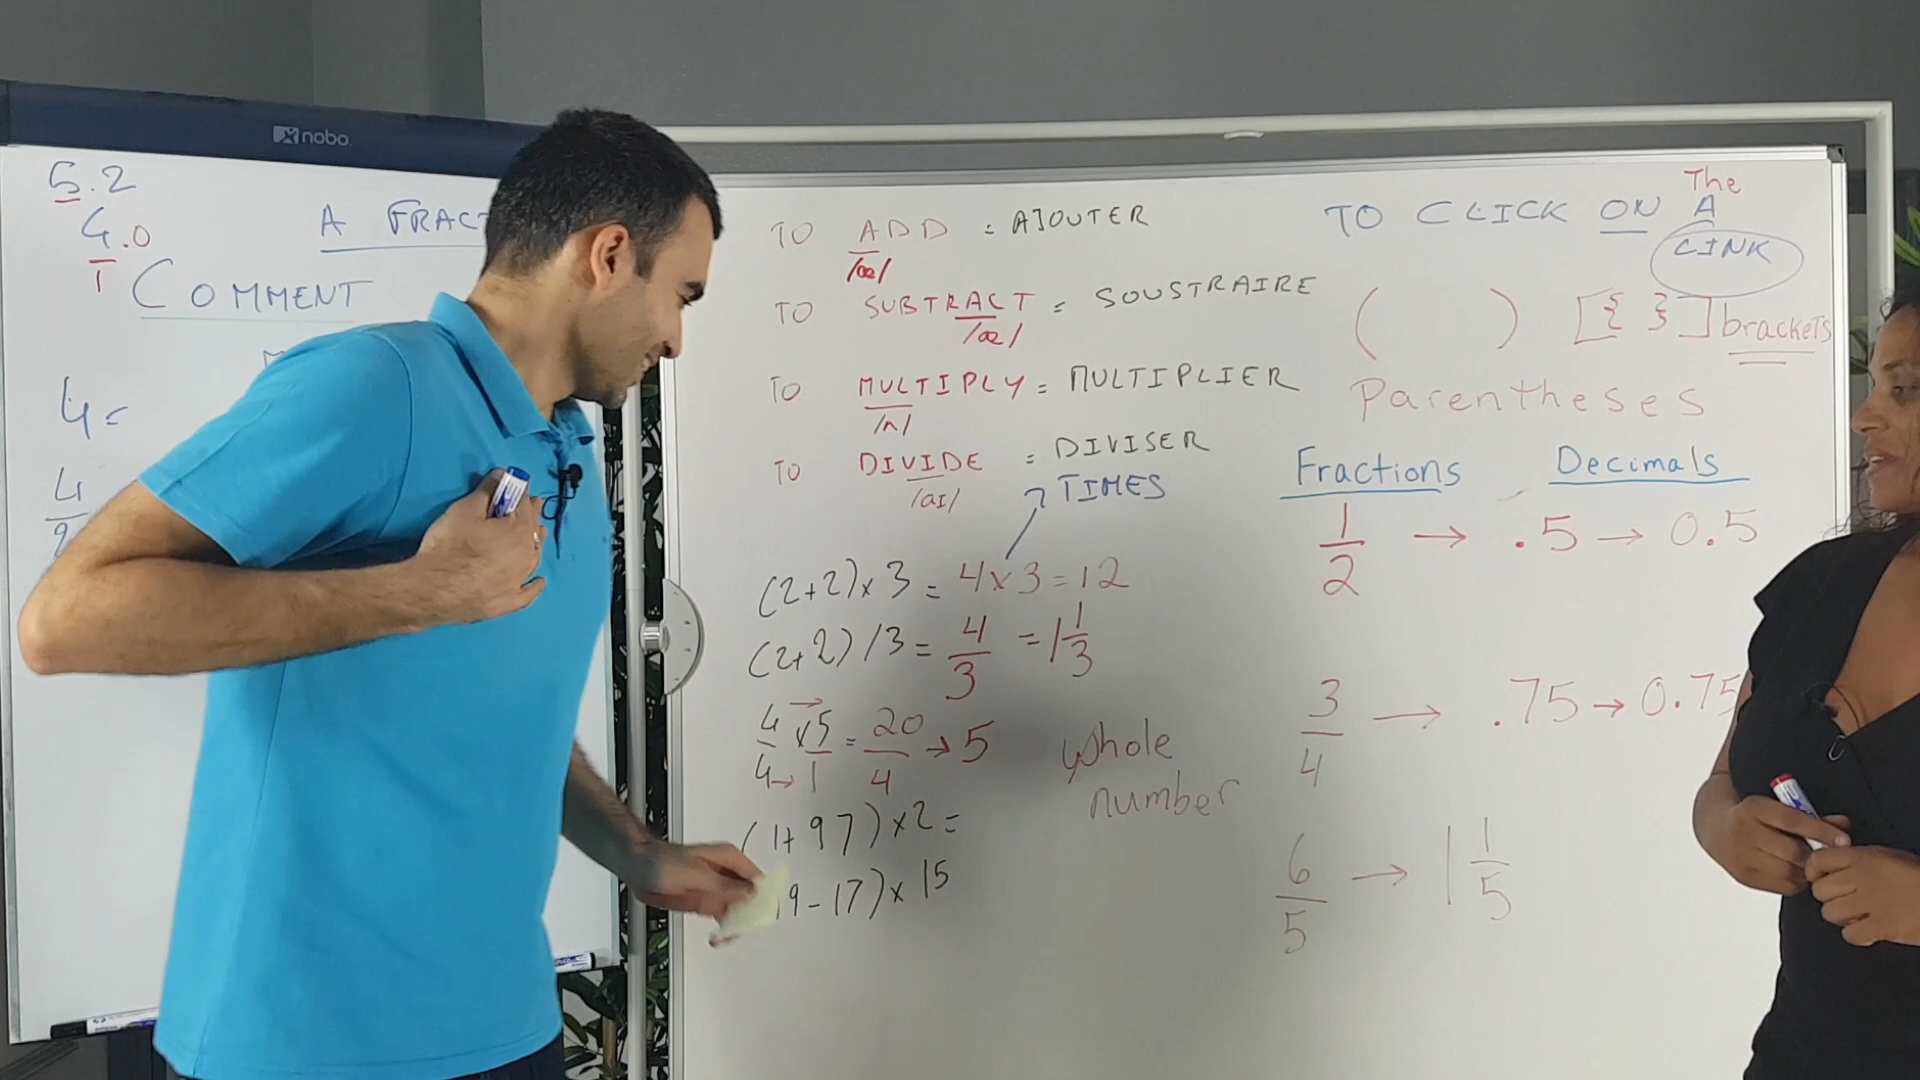 nobo
5.2
4.0
1
A FRACT
COMMENT
4=
4
TO ADD = AJOUTER
/æ/
TO SUBTRACT = SOUSTRAIRE
/æ/
TO MULTIPLY = MULTIPLIER
/ʌ/
TO DIVIDE = DIVISER
/aɪ/
TIMES
(2+2)x3 = 4x3=12
(2+2)/3 = 4/3 = 1 1/3
4/4 x 5/1 = 20/4 → 5
(1+97)x2=
9-17)x15
whole
number
The
TO CLICK ON A
LINK
( ) [{ }] brackets
Parentheses
Fractions Decimals
1/2 → .5 → 0.5
3/4 → .75 → 0.75
6/5 → 1 1/5